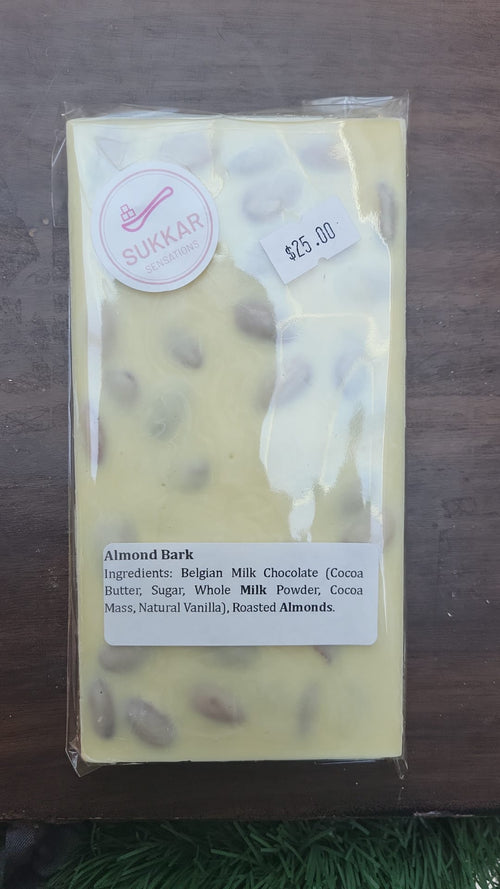 SUKKAR
SENSATIONS
$25.00
Almond Bark
Ingredients: Belgian Milk Chocolate (Cocoa
Butter, Sugar, Whole Milk Powder, Cocoa
Mass, Natural Vanilla), Roasted Almonds.